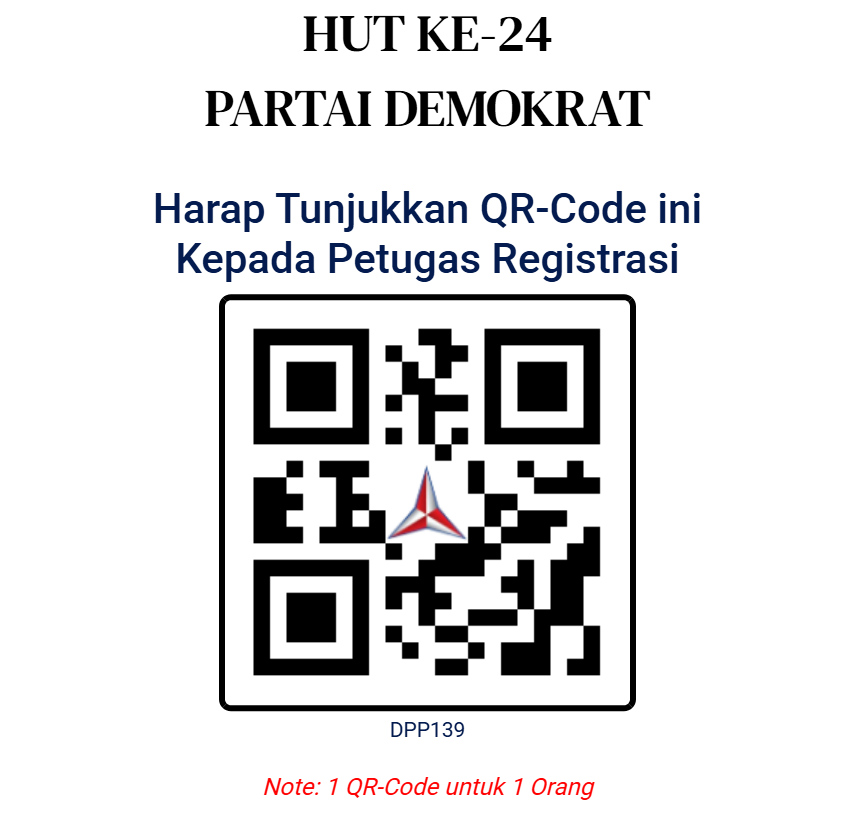 HUT KE-24
PARTAI DEMOKRAT
Harap Tunjukkan QR-Code ini
Kepada Petugas Registrasi
DPP139
Note: 1 QR-Code untuk 1 Orang